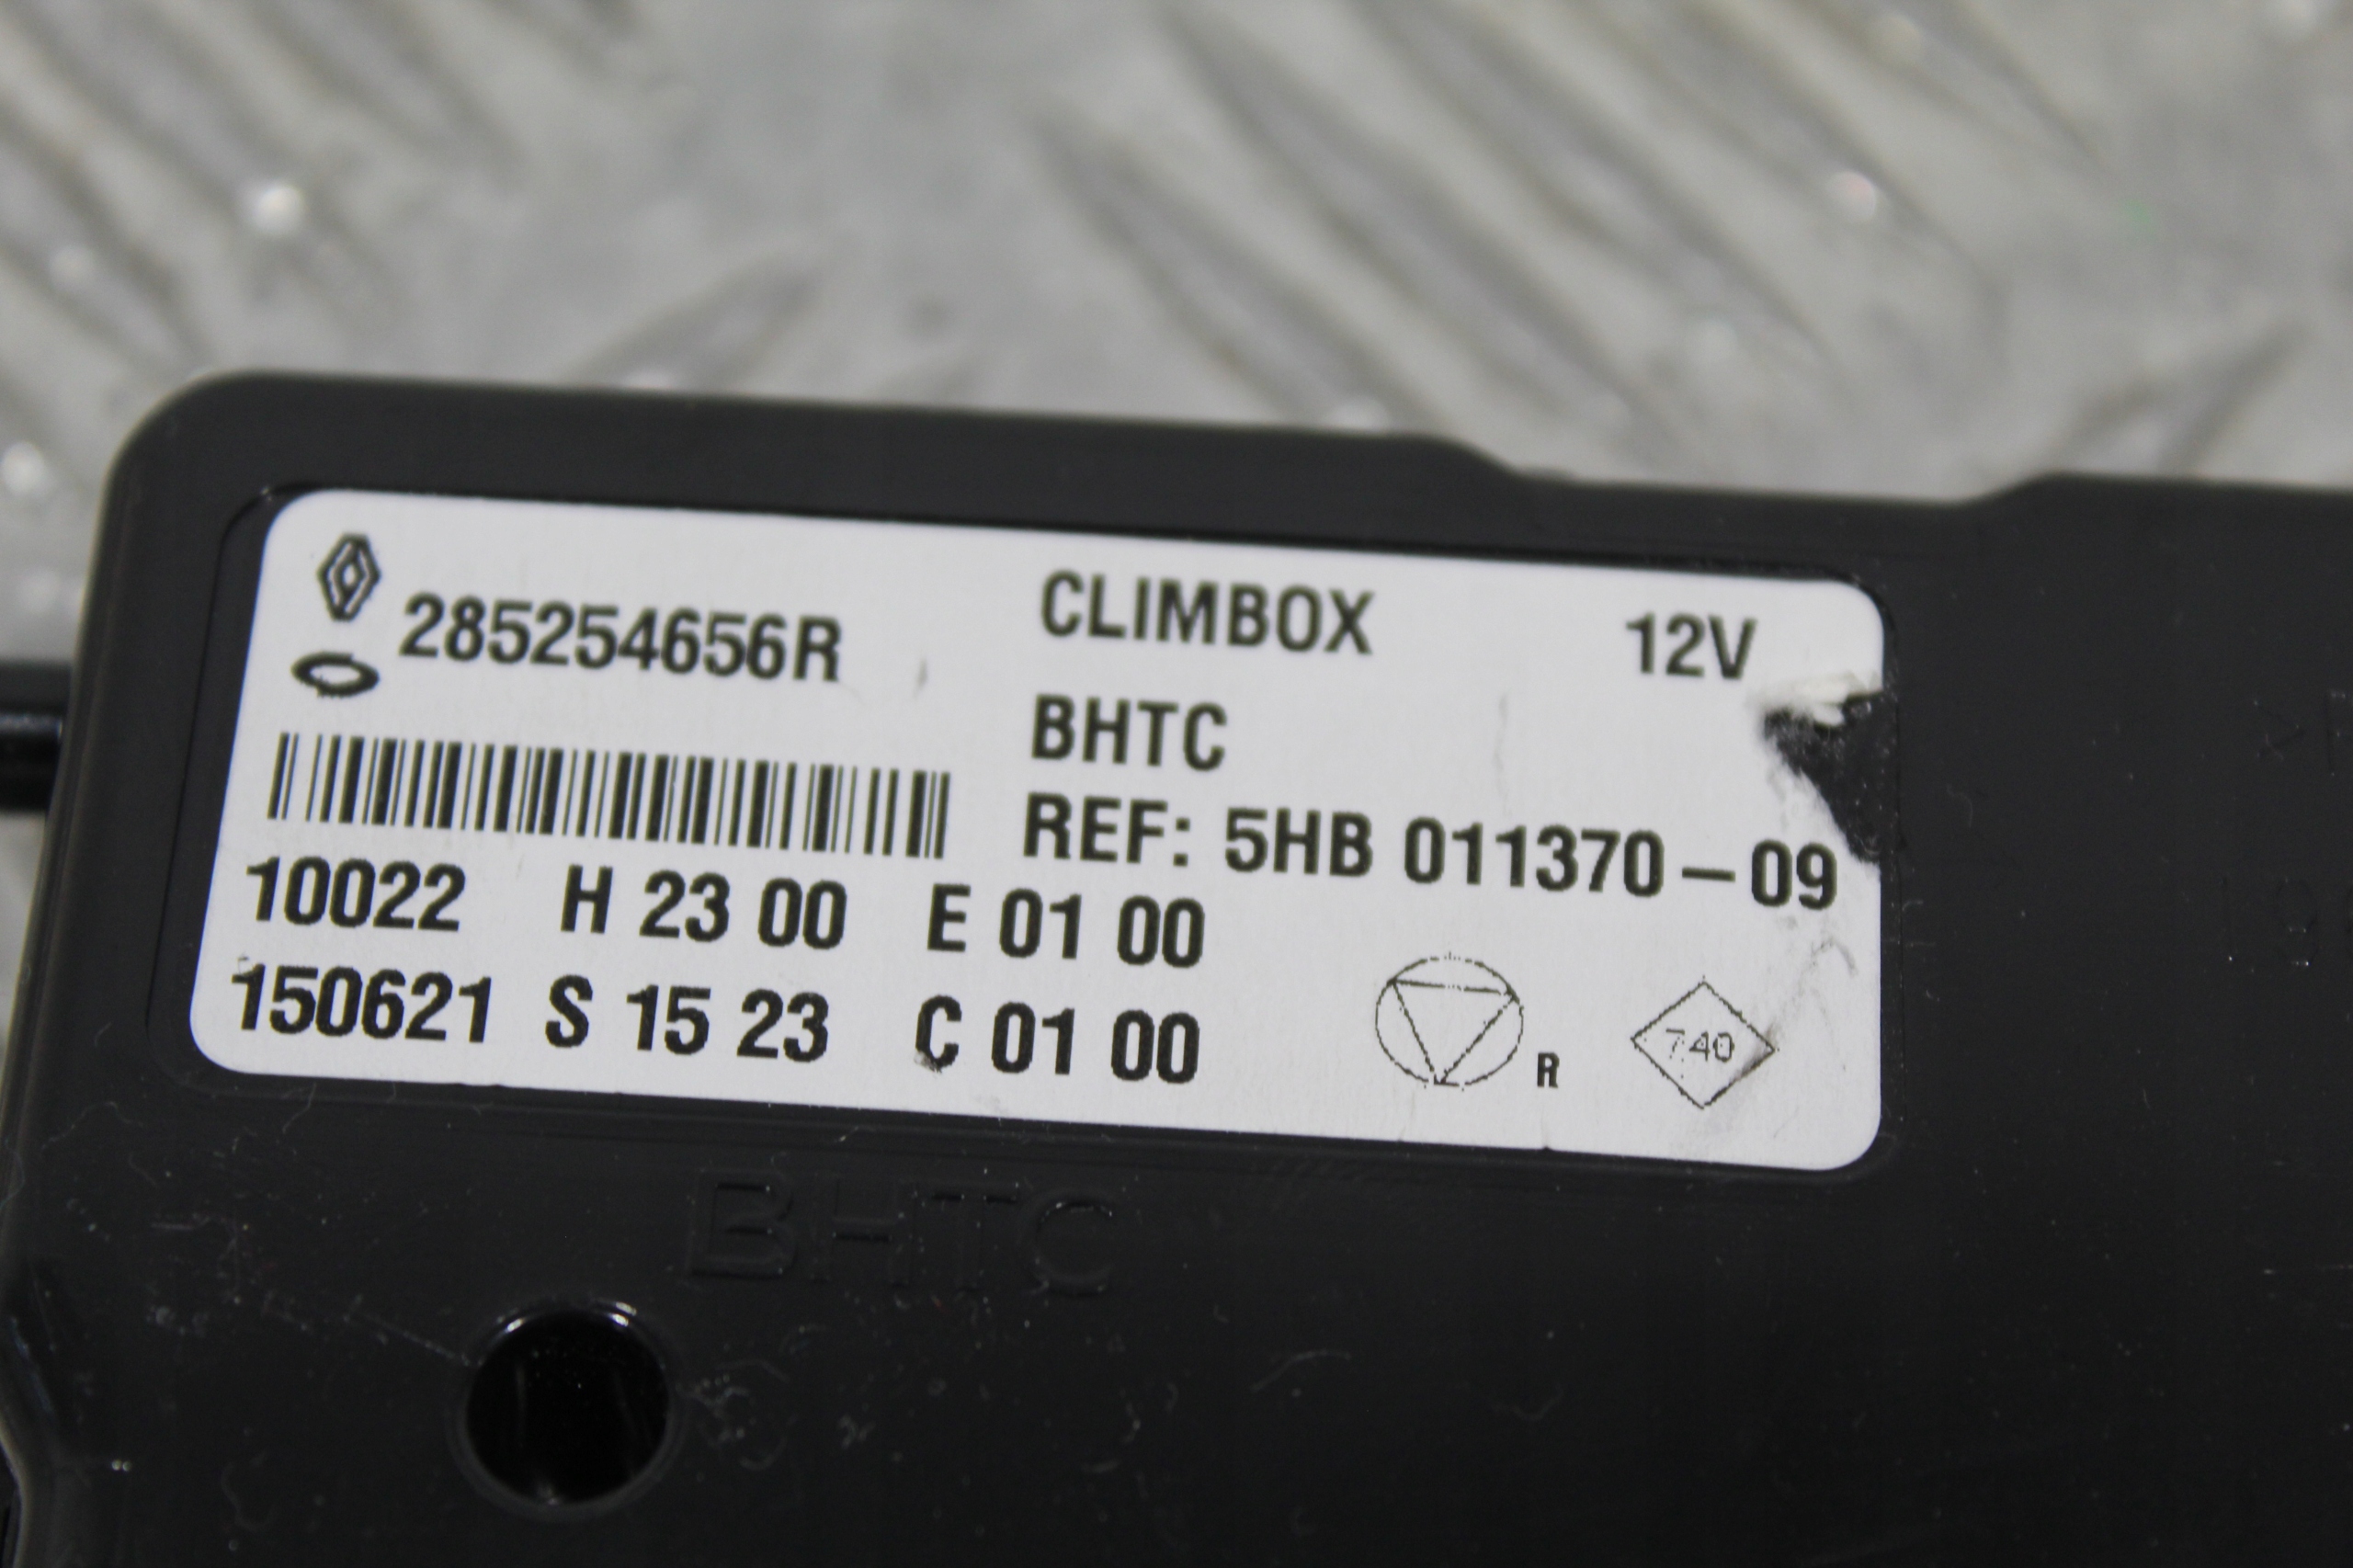 285254656R
CLIMBOX 12V
BHTC
REF: 5HB 011370-09
10022 H 23 00 E 01 00
150621 S 15 23 C 01 00
R
740
BHTC